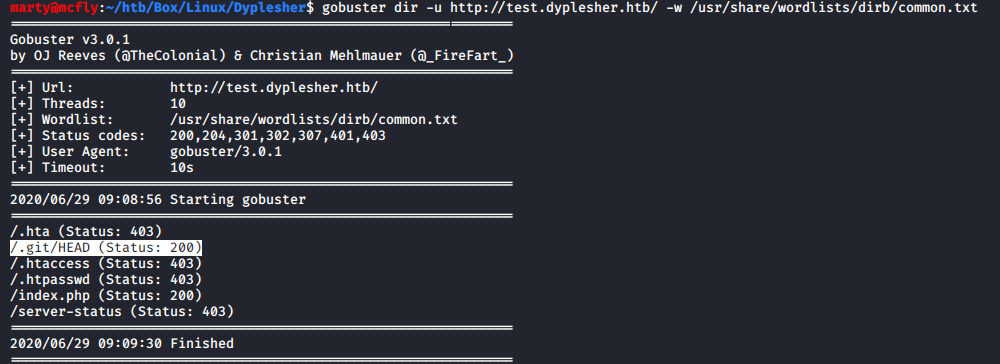 marty@mcfly:~/htb/Box/Linux/Dyplesher$ gobuster dir -u http://test.dyplesher.htb/ -w /usr/share/wordlists/dirb/common.txt
===============================================================
Gobuster v3.0.1
by OJ Reeves (@TheColonial) & Christian Mehlmauer (@_FireFart_)
===============================================================
[+] Url:            http://test.dyplesher.htb/
[+] Threads:        10
[+] Wordlist:       /usr/share/wordlists/dirb/common.txt
[+] Status codes:   200,204,301,302,307,401,403
[+] User Agent:     gobuster/3.0.1
[+] Timeout:        10s
===============================================================
2020/06/29 09:08:56 Starting gobuster
===============================================================
/.hta (Status: 403)
/.git/HEAD (Status: 200)
/.htaccess (Status: 403)
/.htpasswd (Status: 403)
/index.php (Status: 200)
/server-status (Status: 403)
===============================================================
2020/06/29 09:09:30 Finished
===============================================================